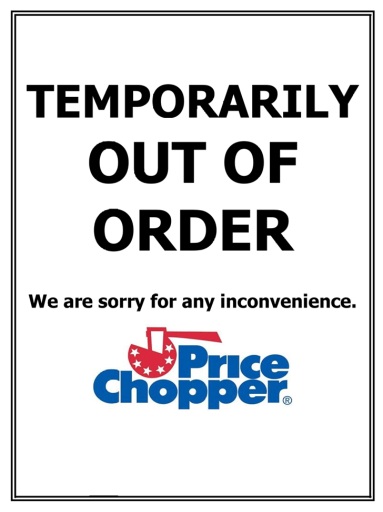 TEMPORARILY
OUT OF
ORDER
We are sorry for any inconvenience.
Price
Chopper®